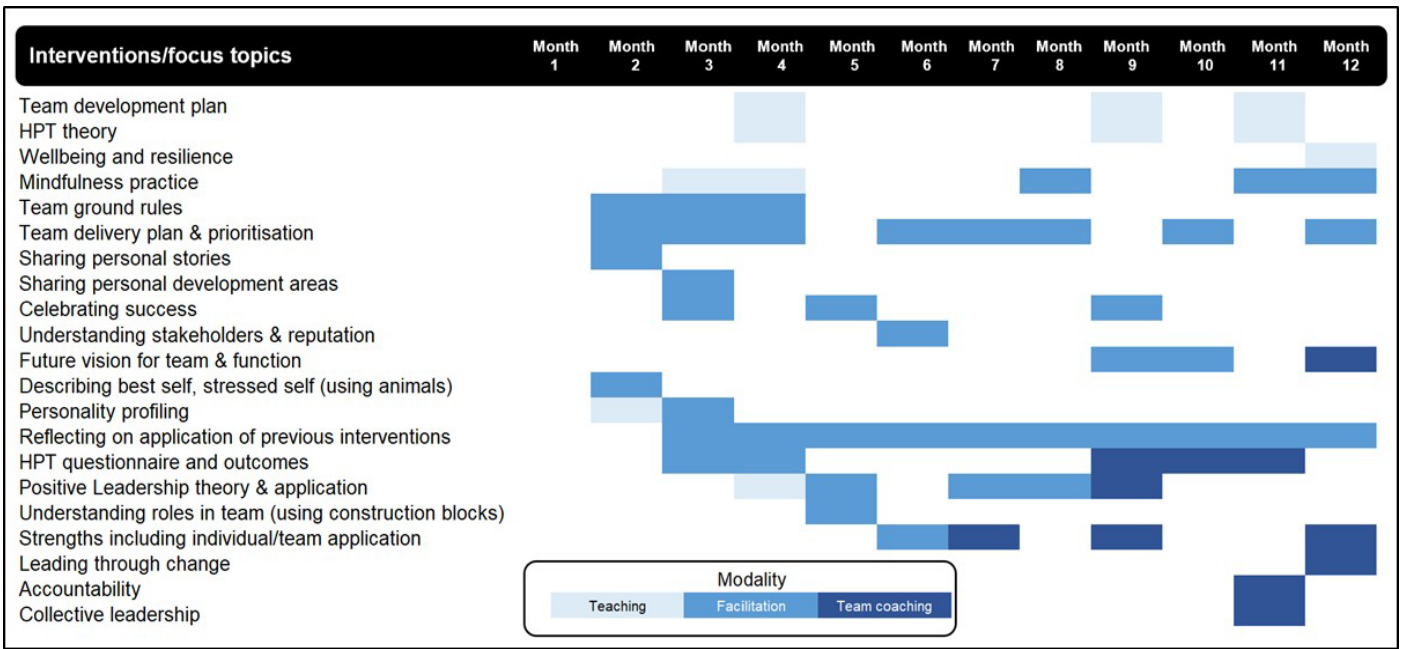 Interventions/focus topics
Month 1
Month 2
Month 3
Month 4
Month 5
Month 6
Month 7
Month 8
Month 9
Month 10
Month 11
Month 12
Team development plan
HPT theory
Wellbeing and resilience
Mindfulness practice
Team ground rules
Team delivery plan & prioritisation
Sharing personal stories
Sharing personal development areas
Celebrating success
Understanding stakeholders & reputation
Future vision for team & function
Describing best self, stressed self (using animals)
Personality profiling
Reflecting on application of previous interventions
HPT questionnaire and outcomes
Positive Leadership theory & application
Understanding roles in team (using construction blocks)
Strengths including individual/team application
Leading through change
Accountability
Collective leadership
Modality
Teaching
Facilitation
Team coaching